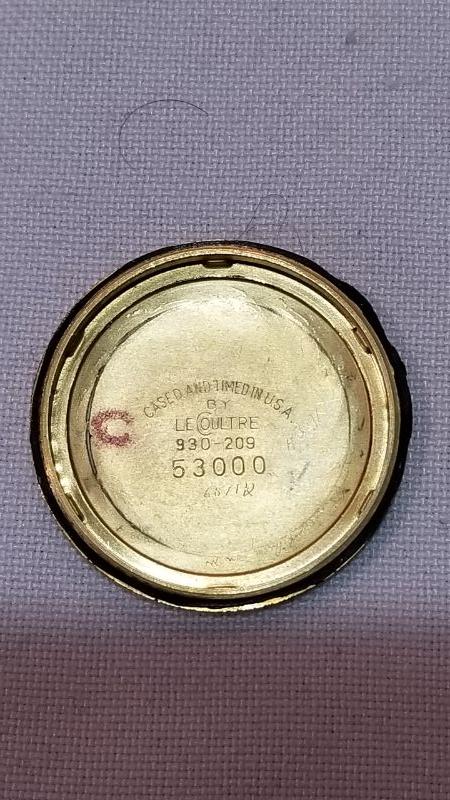 CASED AND TIMED IN U.S.A.
BY
LECOULTRE
930-209
53000
C